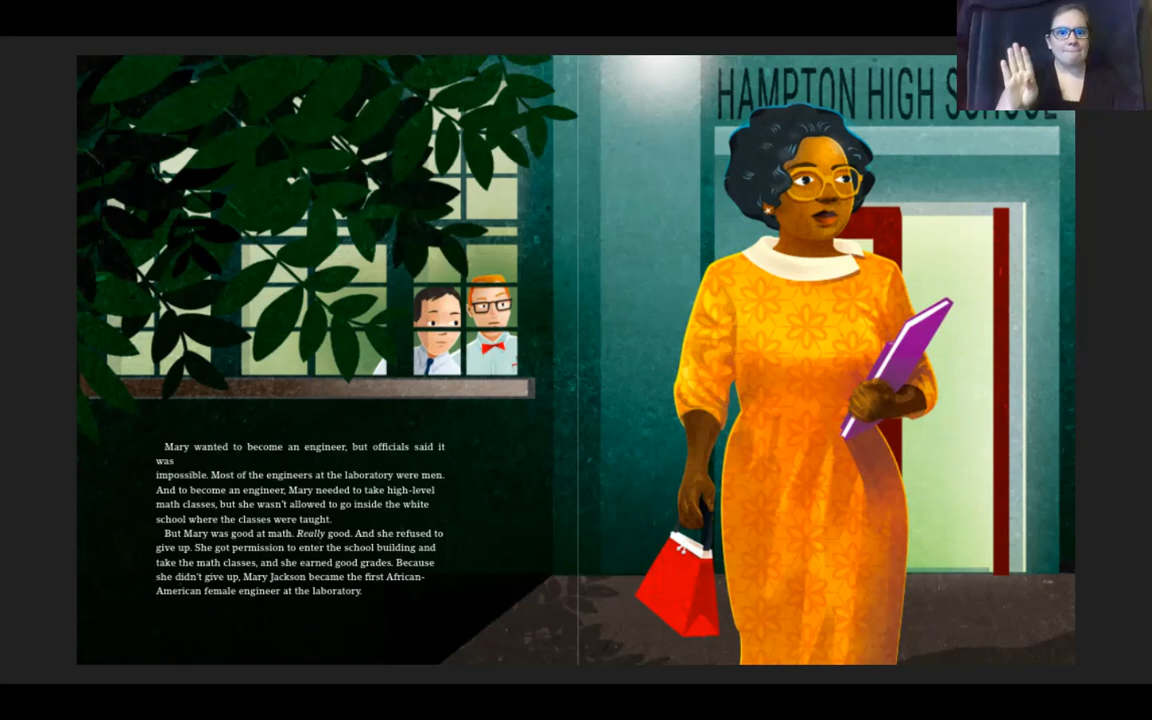 HAMPTON HIGH SCHOOL
Mary wanted to become an engineer, but officials said it
was
impossible. Most of the engineers at the laboratory were men.
And to become an engineer, Mary needed to take high-level
math classes, but she wasn't allowed to go inside the white
school where the classes were taught.
But Mary was good at math. Really good. And she refused to
give up. She got permission to enter the school building and
take the math classes, and she earned good grades. Because
she didn't give up, Mary Jackson became the first African-
American female engineer at the laboratory.